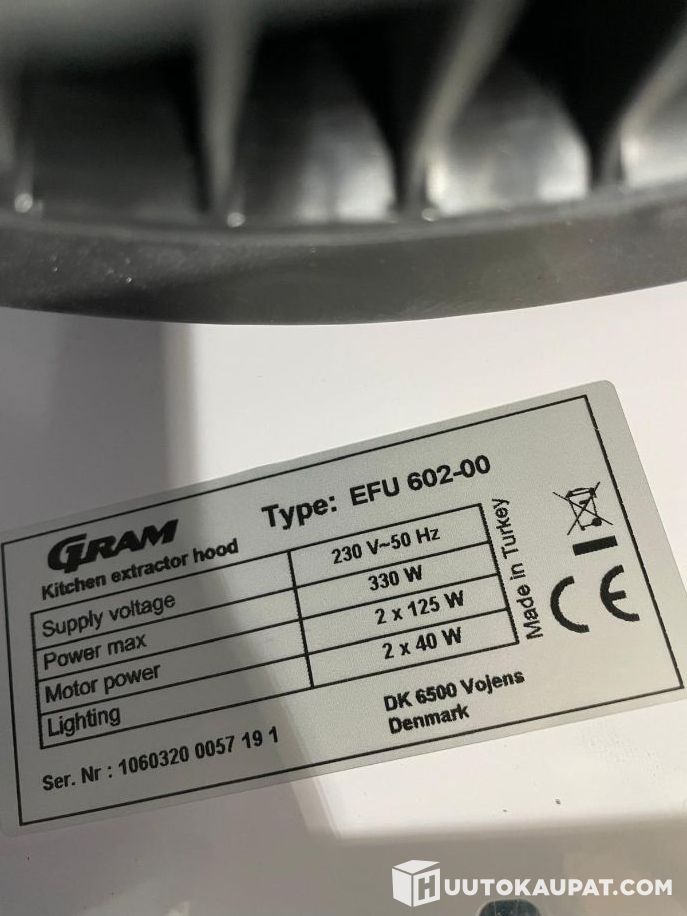 GRAM
Type: EFU 602-00
Kitchen extractor hood
Supply voltage 230 V~50 Hz
Power max 330 W
Motor power 2 x 125 W
Lighting 2 x 40 W
Made in Turkey
CE
Ser. Nr : 1060320 0057 19 1
DK 6500 Vojens
Denmark
HUUTOKAUPAT.COM